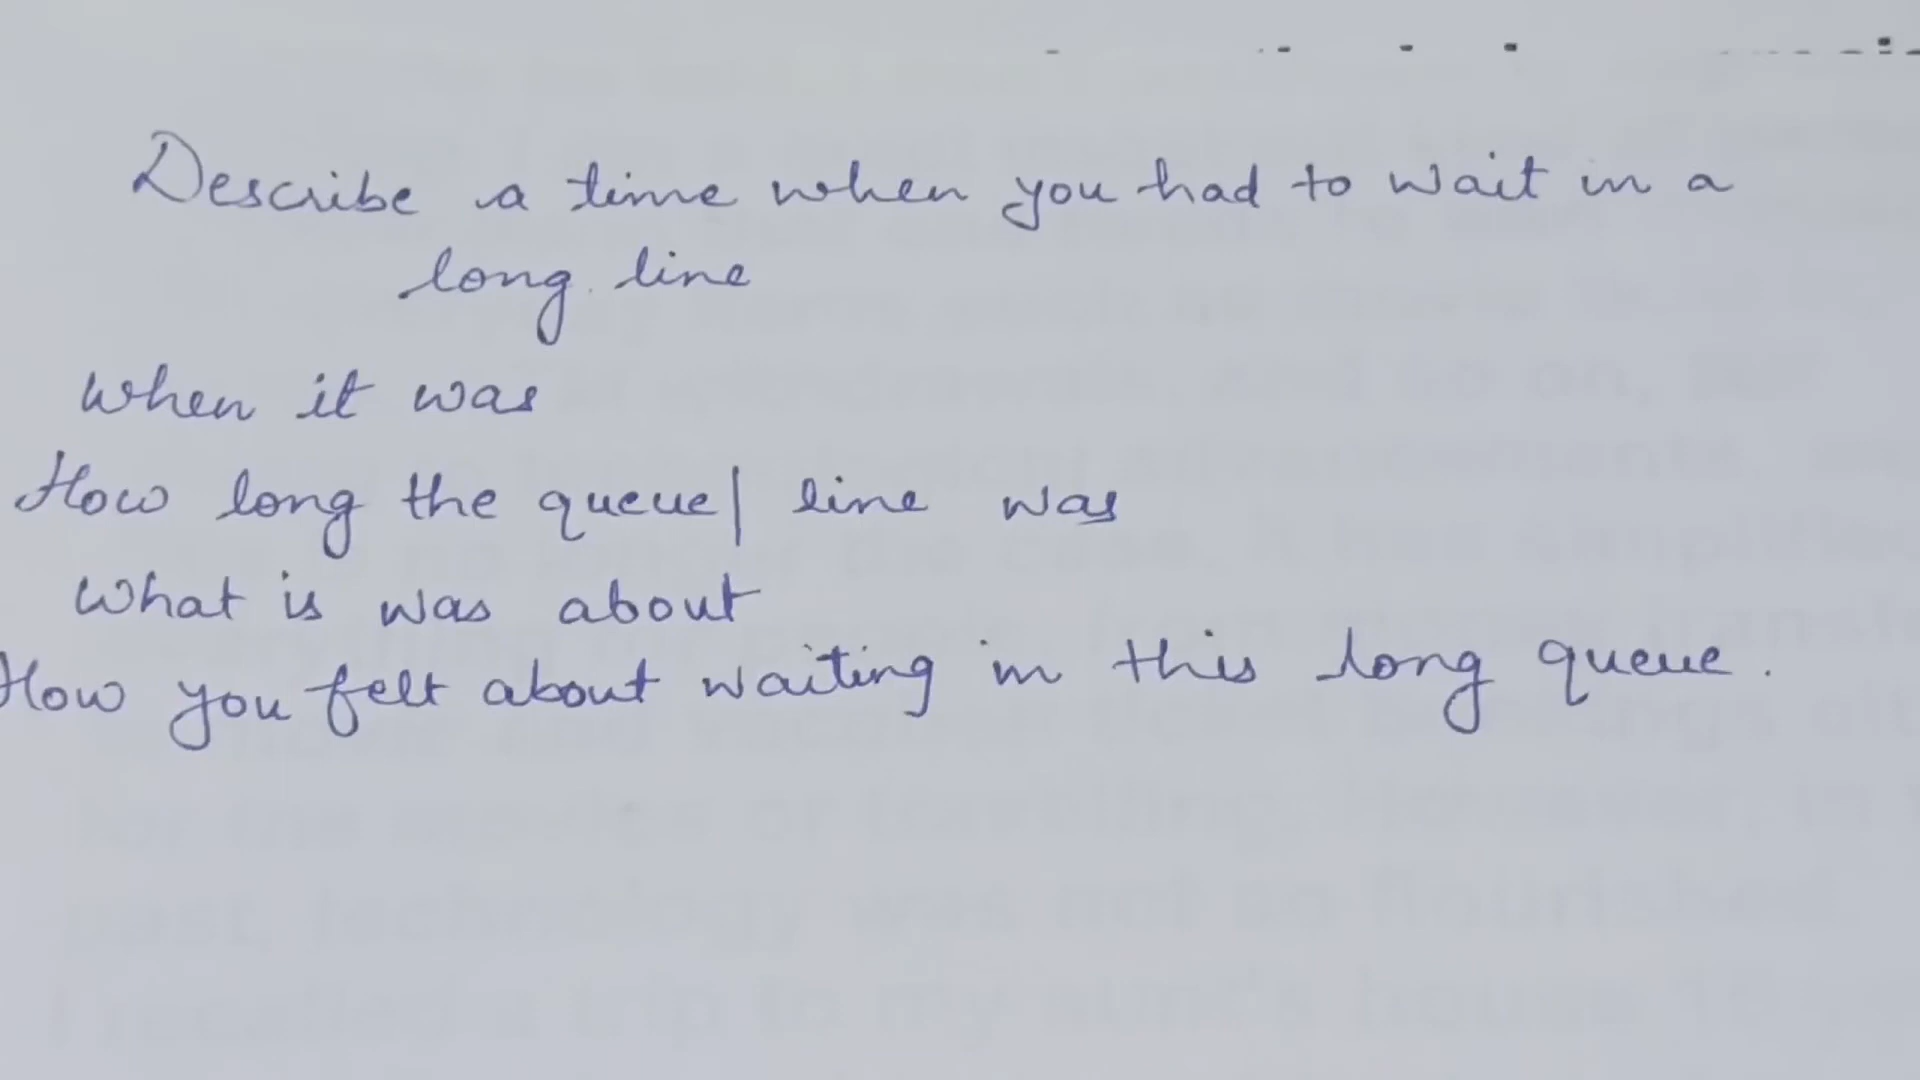 Describe a time when you had to wait in a
long line
When it was
How long the queue/ line was
What is was about
How you felt about waiting in this long queue.